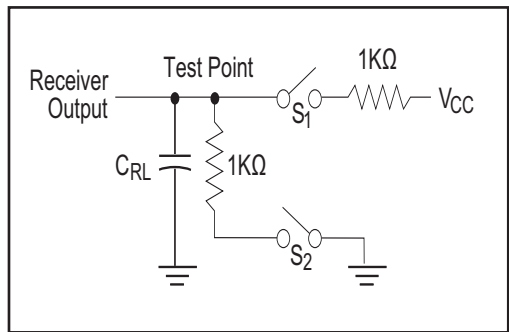 Receiver
Output
Test Point
1KΩ
S1
VCC
CRL
1KΩ
S2